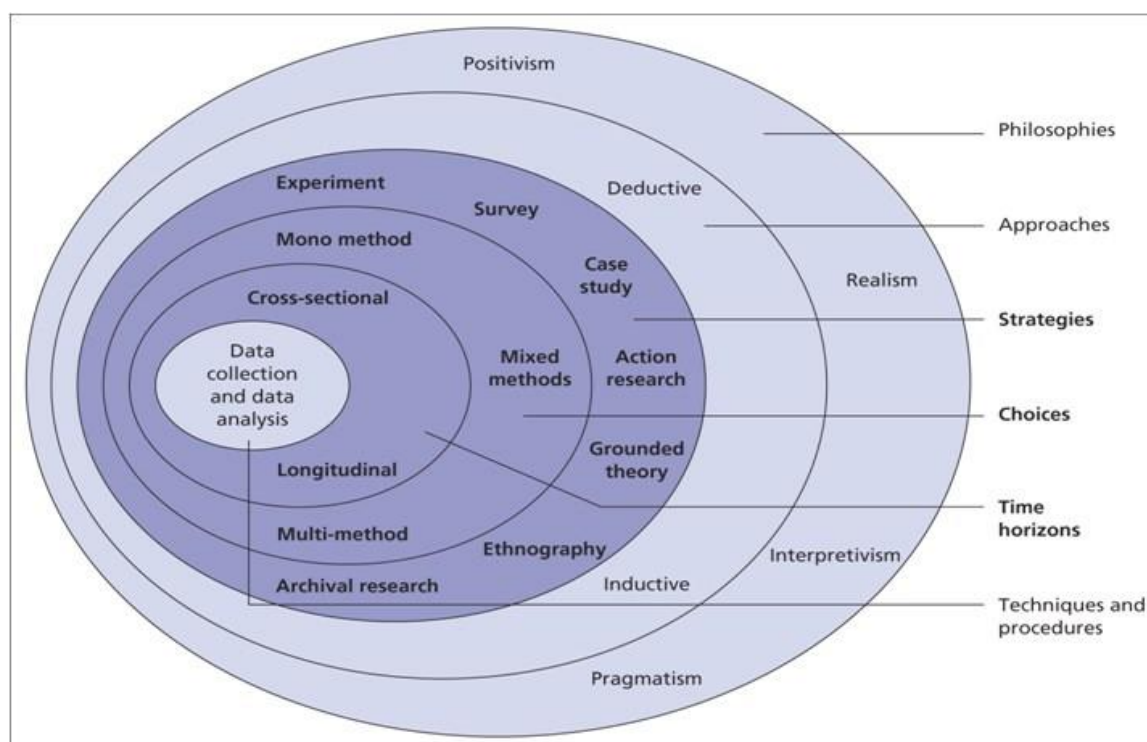 Positivism
Philosophies
Experiment
Deductive
Survey
Approaches
Mono method
Case
study
Realism
Cross-sectional
Strategies
Data
collection
and data
analysis
Mixed
methods
Action
research
Choices
Grounded
theory
Longitudinal
Time
horizons
Multi-method
Ethnography
Interpretivism
Archival research
Inductive
Techniques and
procedures
Pragmatism